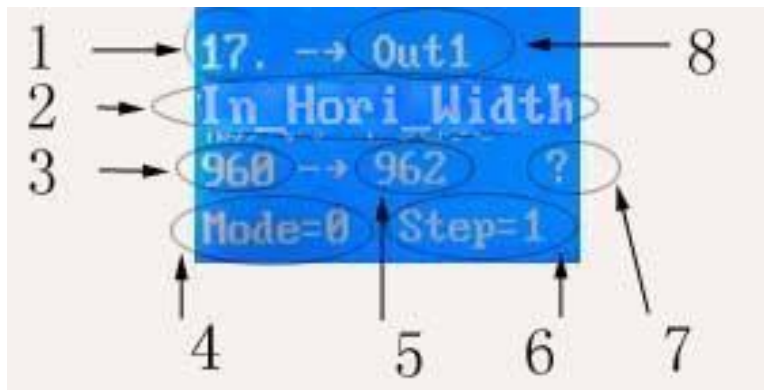 1 17. --→ Out1 8
2 In_Hori_Width
3 960 --→ 962 ?
Mode=0 Step=1
4 5 6 7